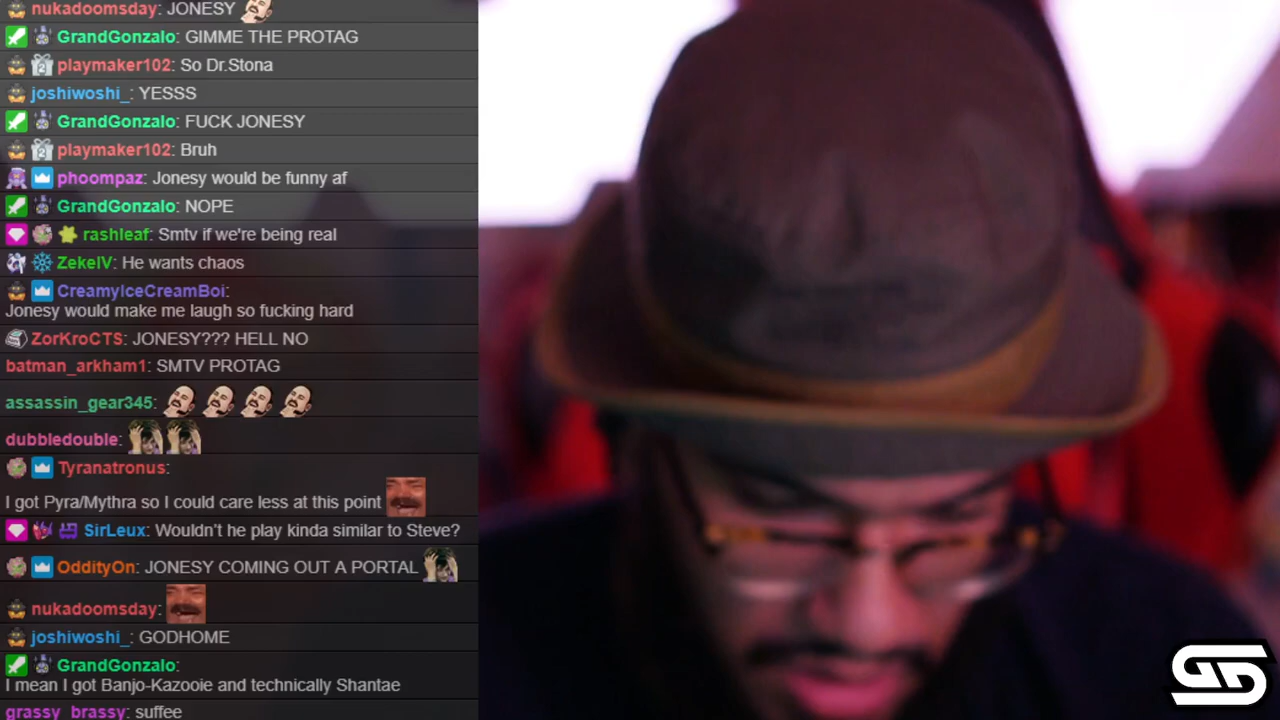 nukadoomsday: JONESY
GrandGonzalo: GIMME THE PROTAG
playmaker102: So Dr.Stona
joshiwoshi_: YESSS
GrandGonzalo: FUCK JONESY
playmaker102: Bruh
phoompaz: Jonesy would be funny af
GrandGonzalo: NOPE
rashleaf: Smtv if we're being real
ZekeIV: He wants chaos
CreamyIceCreamBoi:
Jonesy would make me laugh so fucking hard
ZorKroCTS: JONESY??? HELL NO
batman_arkham1: SMTV PROTAG
assassin_gear345:
dubbledouble:
Tyranatronus:
I got Pyra/Mythra so I could care less at this point
SirLeux: Wouldn't he play kinda similar to Steve?
OddityOn: JONESY COMING OUT A PORTAL
nukadoomsday:
joshiwoshi_: GODHOME
GrandGonzalo:
I mean I got Banjo-Kazooie and technically Shantae
grassy_brassy: suffee